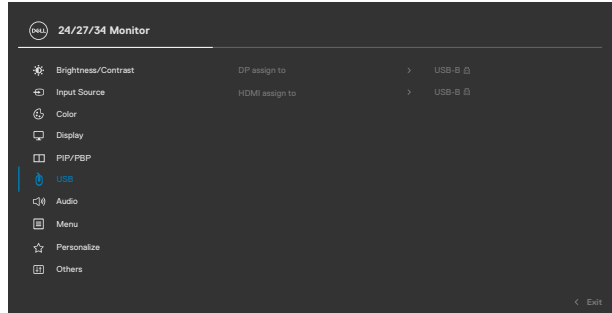 DELL 24/27/34 Monitor
Brightness/Contrast DP assign to > USB-B
Input Source HDMI assign to > USB-B
Color
Display
PIP/PBP
USB
Audio
Menu
Personalize
Others
< Exit